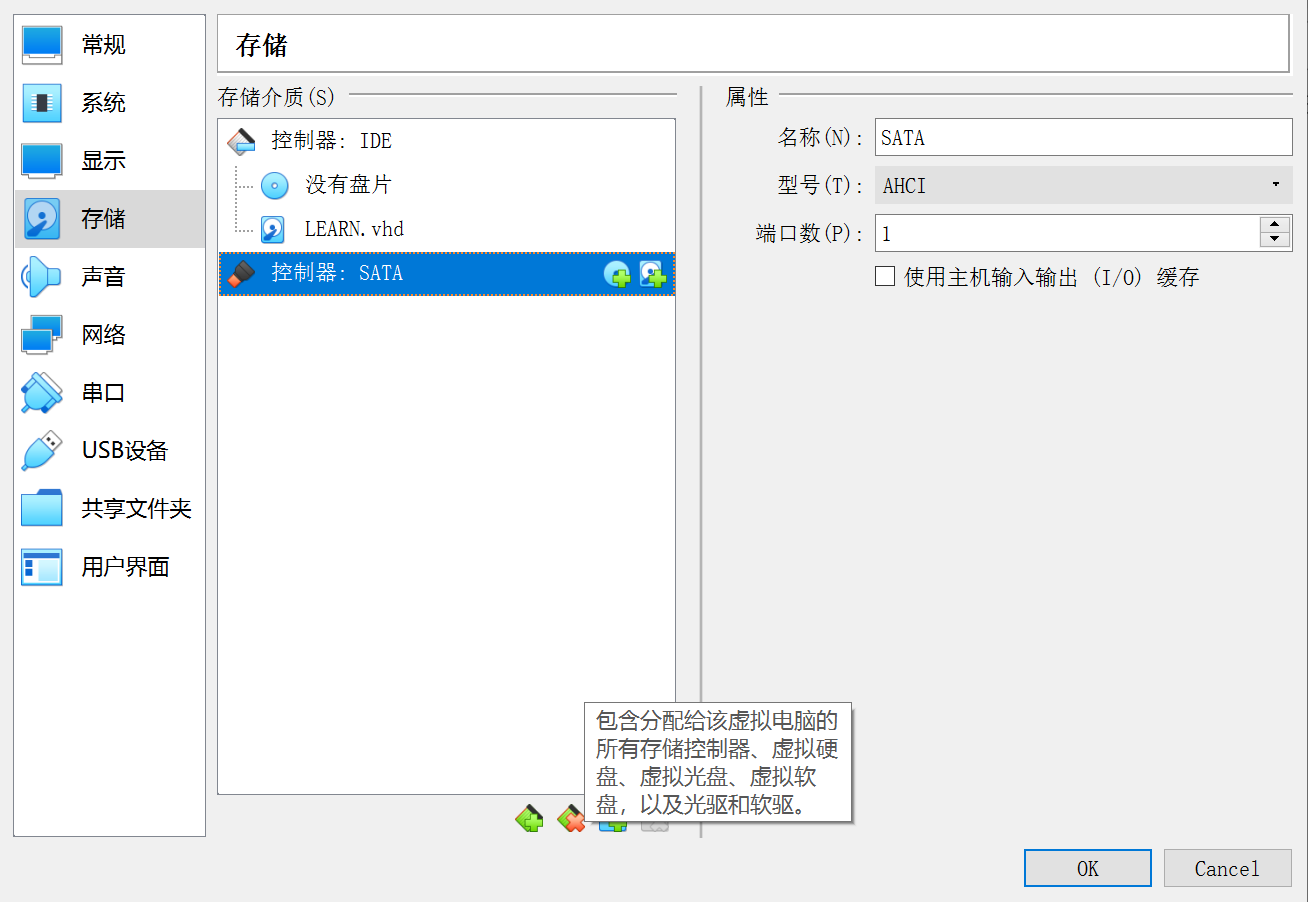 常规
系统
显示
存储
声音
网络
串口
USB设备
共享文件夹
用户界面
存储
存储介质(S)
控制器: IDE
没有盘片
LEARN.vhd
控制器: SATA
属性
名称(N): SATA
型号(T): AHCI
端口数(P): 1
使用主机输入输出 (I/O) 缓存
包含分配给该虚拟电脑的
所有存储控制器、虚拟硬
盘、虚拟光盘、虚拟软
盘，以及光驱和软驱。
OK
Cancel